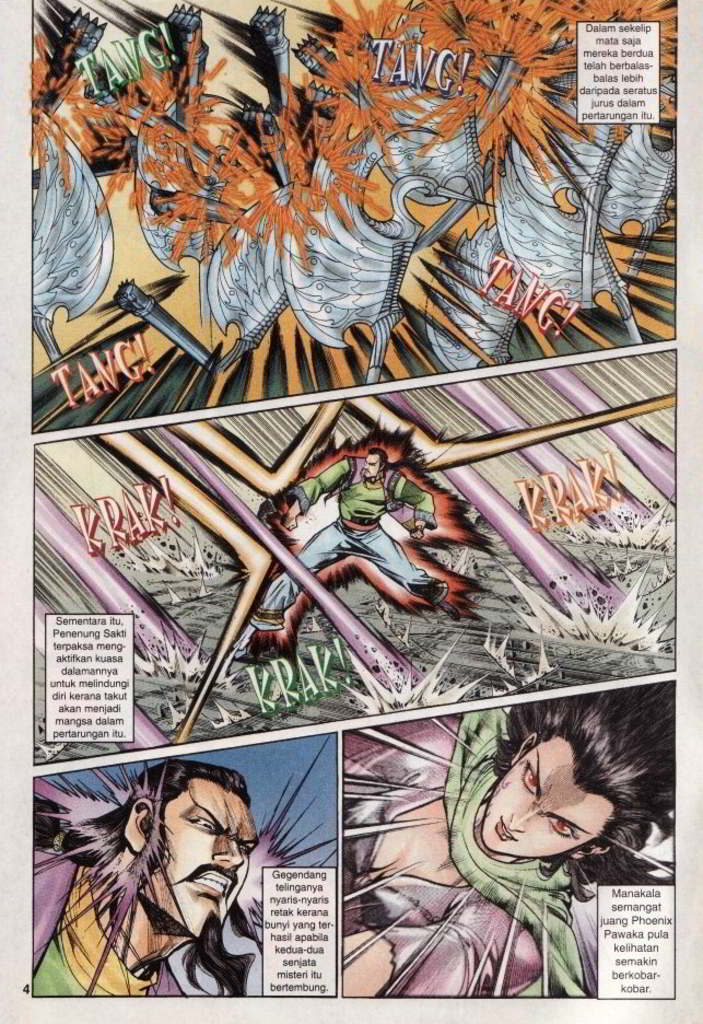 TANG!
TANG!
Dalam sekelip
mata saja
mereka berdua
telah berbalas-
balas lebih
daripada seratus
jurus dalam
pertarungan itu.
TANG!
TANG!
KRAK!
KRAK!
Sementara itu,
Penenung Sakti
terpaksa meng-
aktifkan kuasa
dalamannya
untuk melindungi
diri kerana takut
akan menjadi
mangsa dalam
pertarungan itu.
KRAK!
Gegendang
telinganya
nyaris-nyaris
retak kerana
bunyi yang ter-
hasil apabila
kedua-dua
senjata
misteri itu
bertembung.
Manakala
semangat
juang Phoenix
Pawaka pula
kelihatan
semakin
berkobar-
kobar.
4